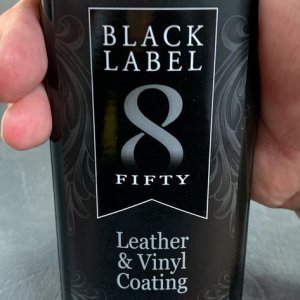 BLACK
LABEL
8
FIFTY
Leather
& Vinyl
Coating